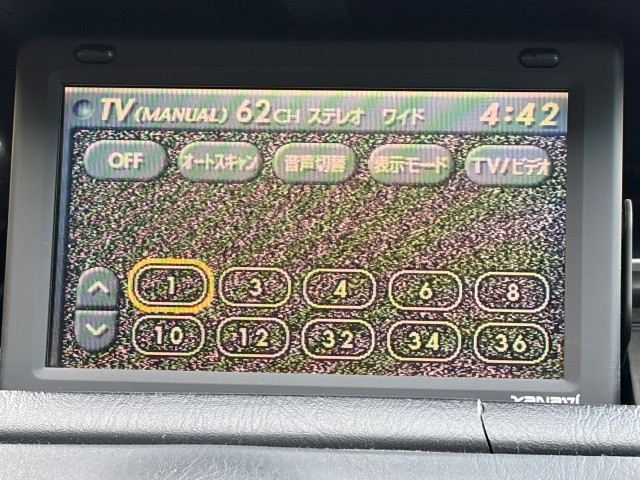 TV (MANUAL) 62CH ステレオ ワイド 4:42
OFF オートスキャン 音声切替 表示モード TV/ビデオ
1 3 4 6 8
10 12 32 34 36
XANAVI